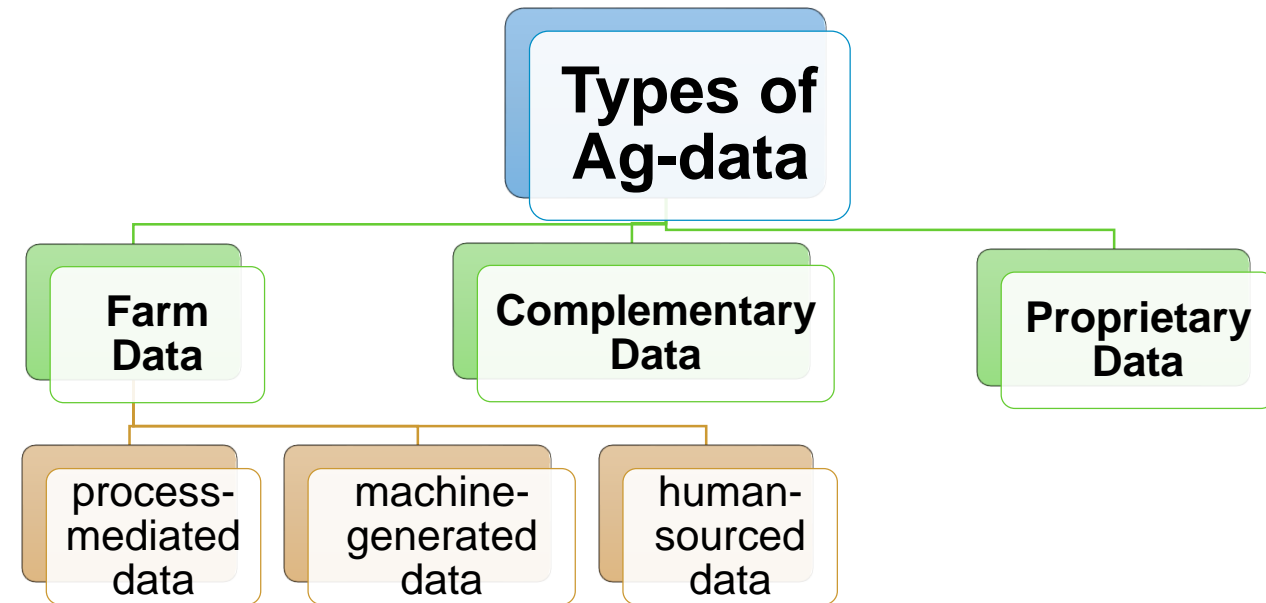 Types of
Ag-data
Farm
Data
Complementary
Data
Proprietary
Data
process-
mediated
data
machine-
generated
data
human-
sourced
data